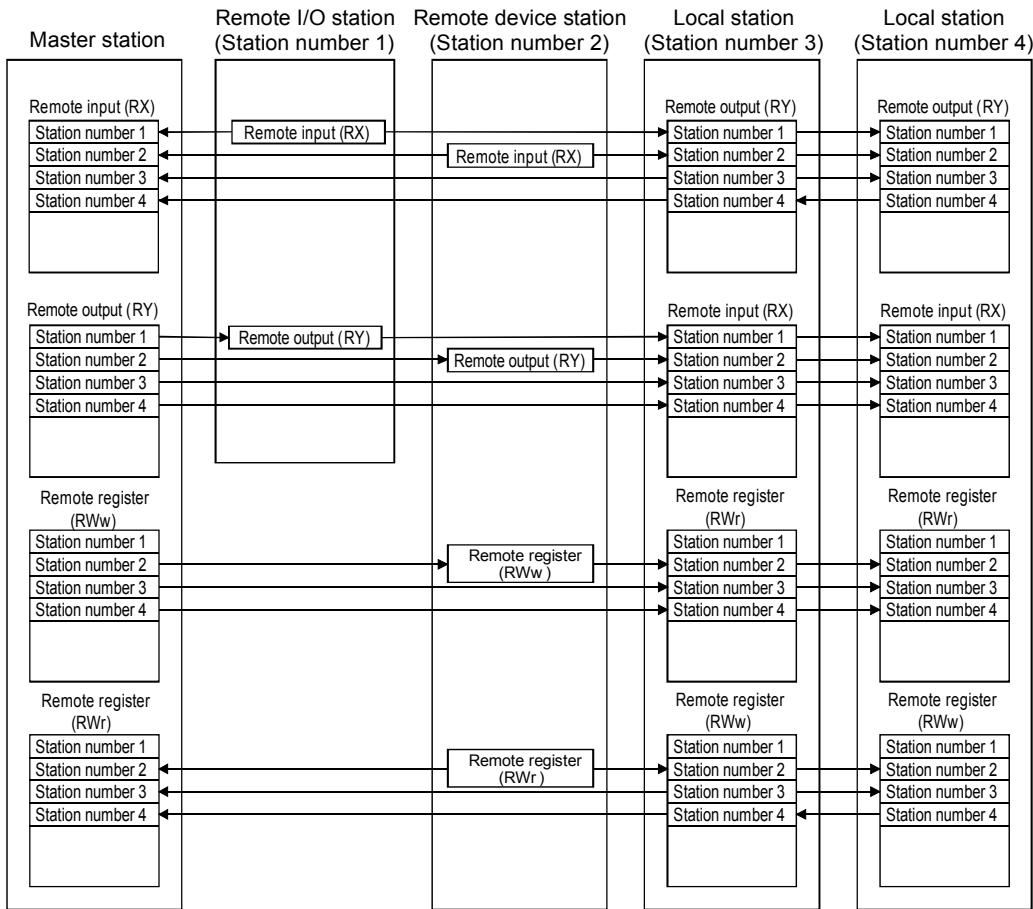 Master station
Remote I/O station
(Station number 1)
Remote device station
(Station number 2)
Local station
(Station number 3)
Local station
(Station number 4)
Remote input (RX)
Station number 1
Station number 2
Station number 3
Station number 4
Remote input (RX)
Remote input (RX)
Remote output (RY)
Station number 1
Station number 2
Station number 3
Station number 4
Remote output (RY)
Station number 1
Station number 2
Station number 3
Station number 4
Remote output (RY)
Station number 1
Station number 2
Station number 3
Station number 4
Remote output (RY)
Remote output (RY)
Remote input (RX)
Station number 1
Station number 2
Station number 3
Station number 4
Remote input (RX)
Station number 1
Station number 2
Station number 3
Station number 4
Remote register
(RWw)
Station number 1
Station number 2
Station number 3
Station number 4
Remote register
(RWw )
Remote register
(RWr)
Station number 1
Station number 2
Station number 3
Station number 4
Remote register
(RWr)
Station number 1
Station number 2
Station number 3
Station number 4
Remote register
(RWr)
Station number 1
Station number 2
Station number 3
Station number 4
Remote register
(RWr )
Remote register
(RWw)
Station number 1
Station number 2
Station number 3
Station number 4
Remote register
(RWw)
Station number 1
Station number 2
Station number 3
Station number 4